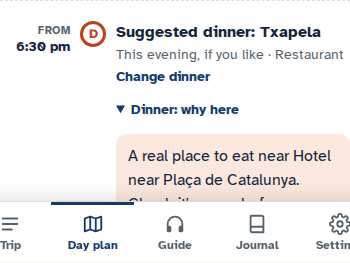 FROM
6:30 pm
D
Suggested dinner: Txapela
This evening, if you like · Restaurant
Change dinner
▼ Dinner: why here
A real place to eat near Hotel
near Plaça de Catalunya.
Trip
Day plan
Guide
Journal
Settin